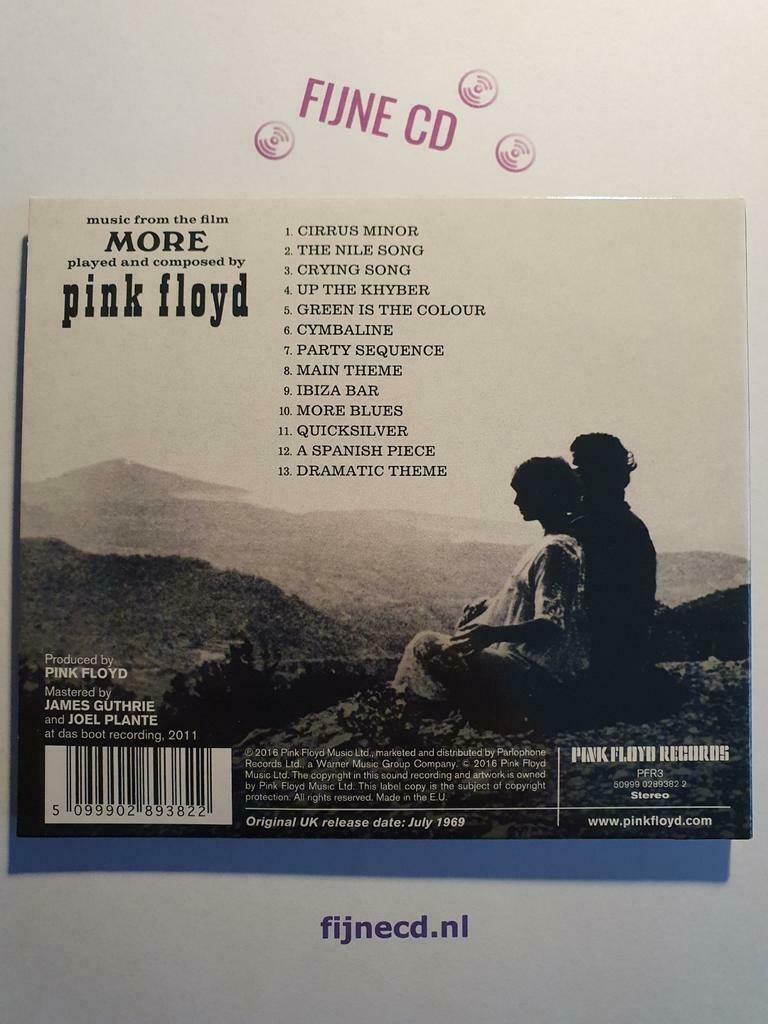 FIJNE CD
music from the film
MORE
played and composed by
pink floyd
1. CIRRUS MINOR
2. THE NILE SONG
3. CRYING SONG
4. UP THE KHYBER
5. GREEN IS THE COLOUR
6. CYMBALINE
7. PARTY SEQUENCE
8. MAIN THEME
9. IBIZA BAR
10. MORE BLUES
11. QUICKSILVER
12. A SPANISH PIECE
13. DRAMATIC THEME
Produced by
PINK FLOYD
Mastered by
JAMES GUTHRIE
and JOEL PLANTE
at das boot recording, 2011
5 099902 893822
℗ 2016 Pink Floyd Music Ltd., marketed and distributed by Parlophone
Records Ltd., a Warner Music Group Company. © 2016 Pink Floyd
Music Ltd. The copyright in this sound recording and artwork is owned
by Pink Floyd Music Ltd. This label copy is the subject of copyright
protection. All rights reserved. Made in the E.U.
Original UK release date: July 1969
PINK FLOYD RECORDS
PFR3
50999 0289382 2
Stereo
www.pinkfloyd.com
fijnecd.nl